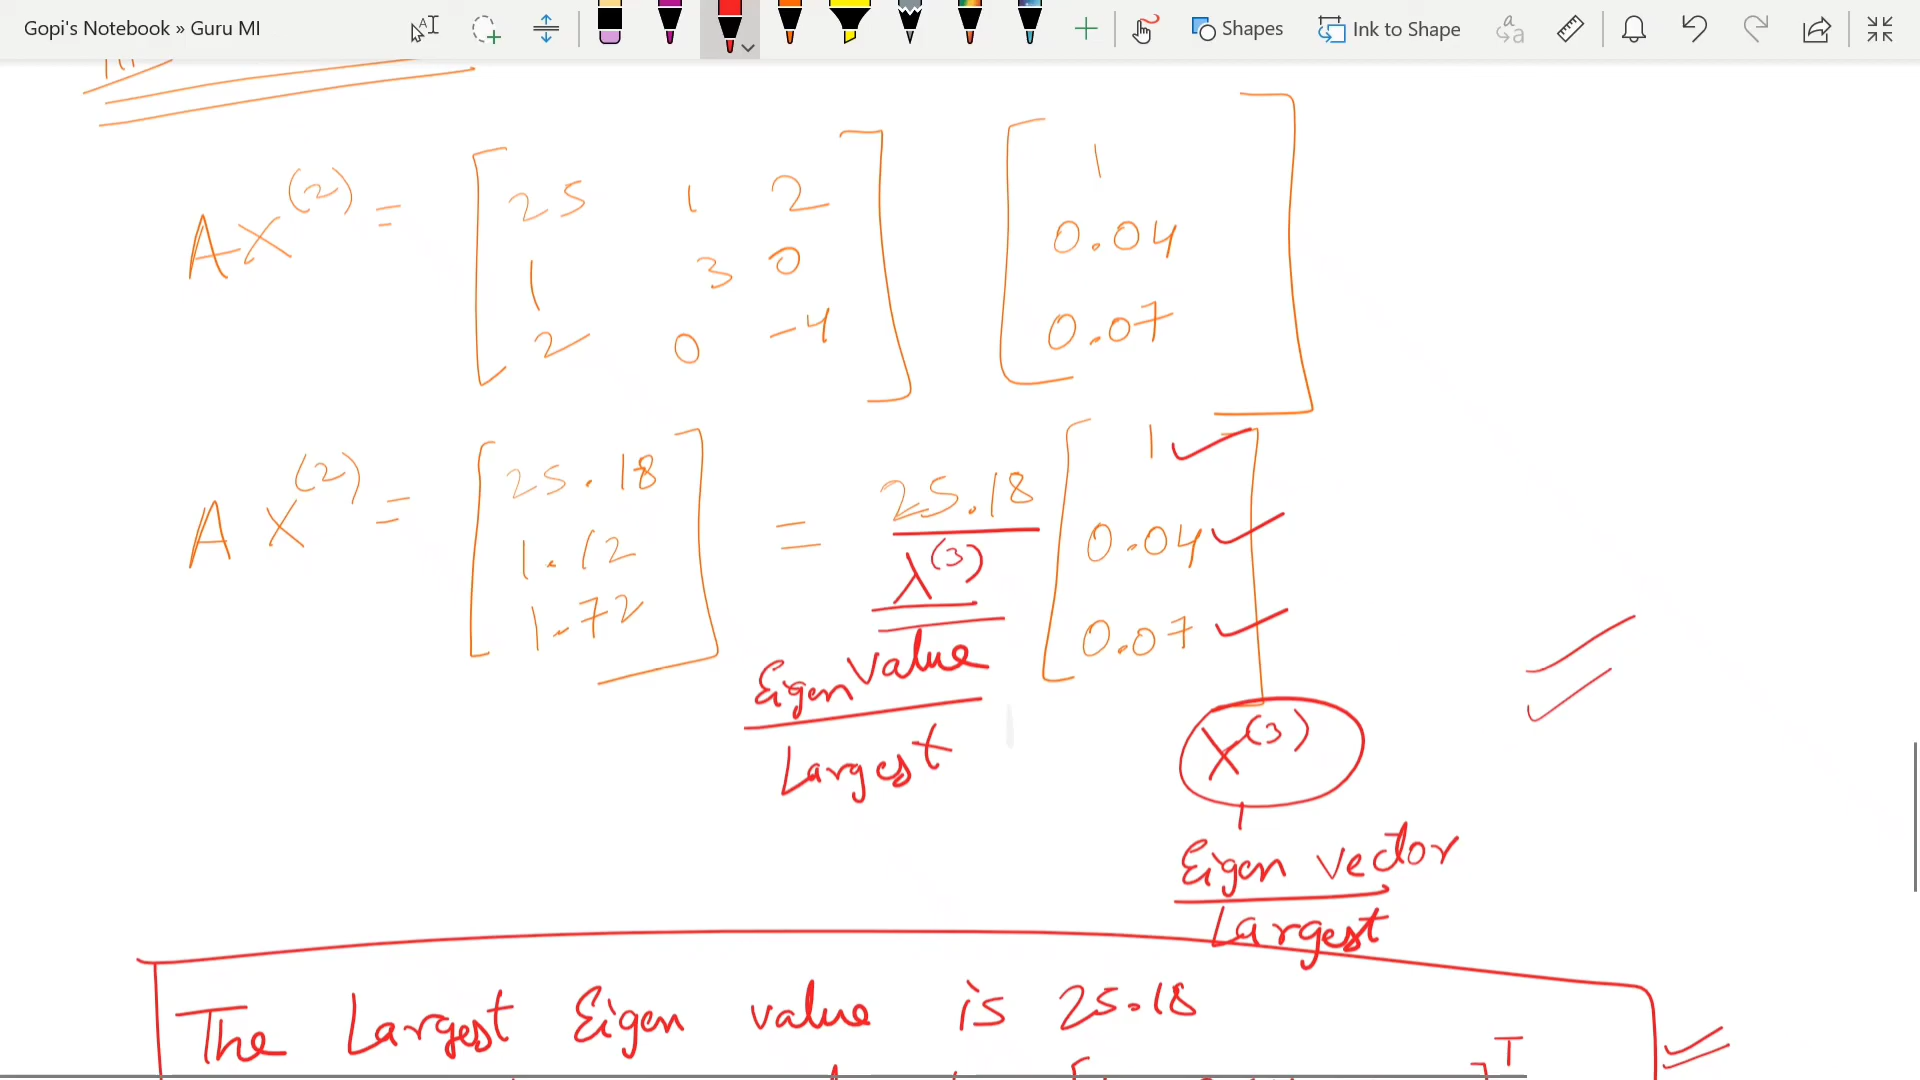 Gopi's Notebook » Guru MI
Shapes
Ink to Shape
AX^(2) = [25 1 2] [1]
[1 3 0] [0.04]
[2 0 -4] [0.07]
AX^(2) = [25.18] = 25.18 [1]
[1.12] λ^(3) [0.04]
[1.72] [0.07]
Eigen value
Largest
X^(3)
Eigen vector
Largest
The Largest Eigen value is 25.18
T